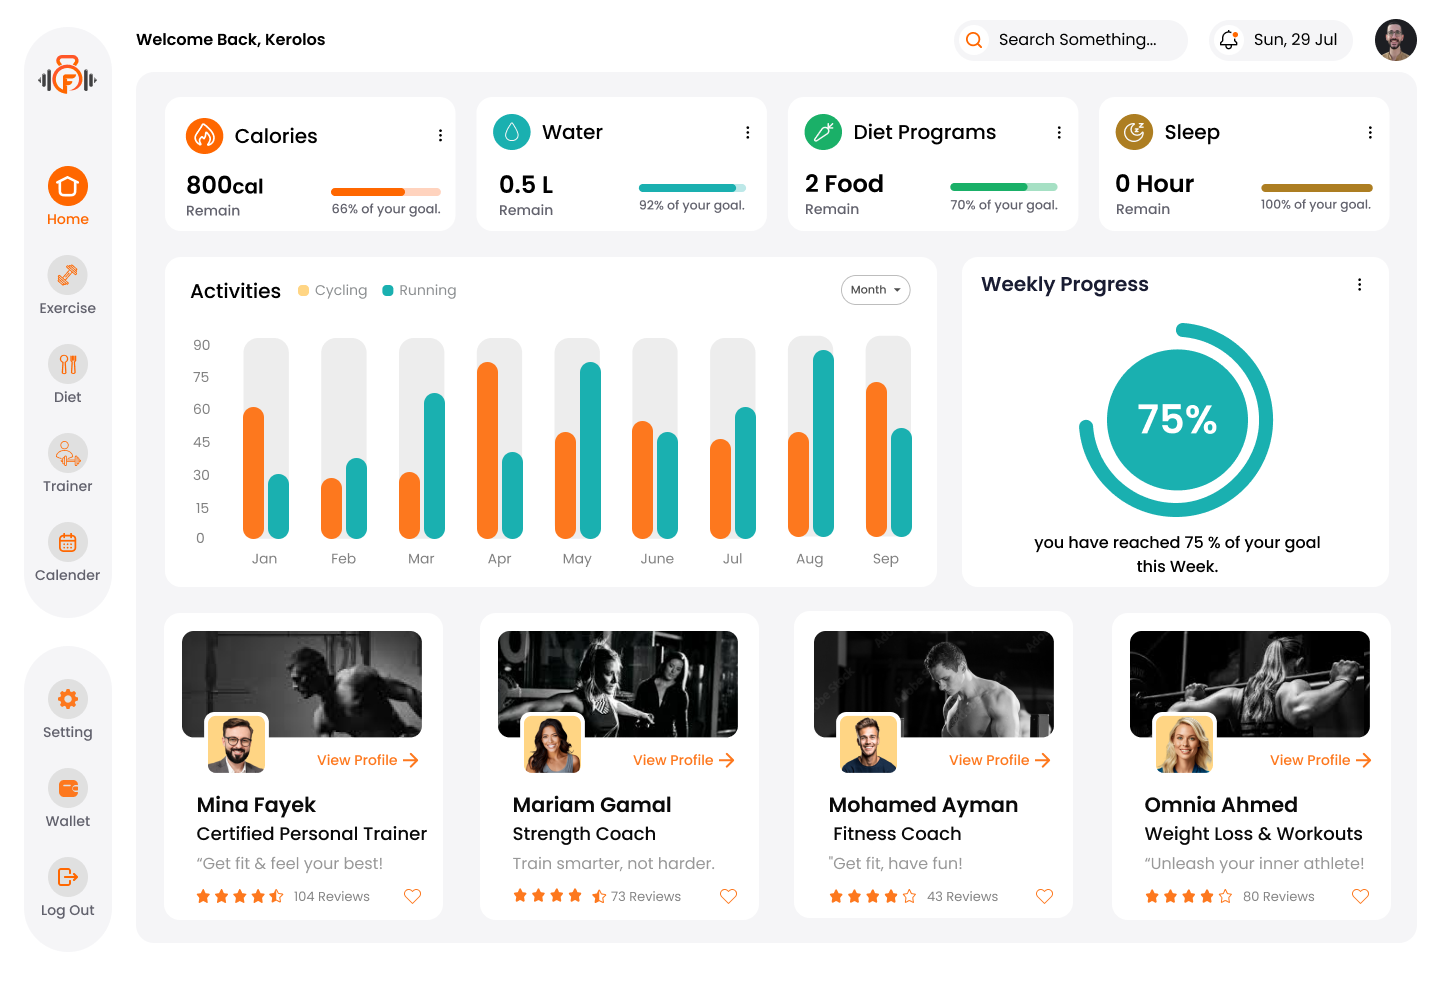 Welcome Back, Kerolos
Search Something...
Sun, 29 Jul
F
Home
Exercise
Diet
Trainer
Calender
Setting
Wallet
Log Out
Calories
800cal
Remain
66% of your goal.
Water
0.5 L
Remain
92% of your goal.
Diet Programs
2 Food
Remain
70% of your goal.
Sleep
0 Hour
Remain
100% of your goal.
Activities
Cycling
Running
Month
90
75
60
45
30
15
0
Jan Feb Mar Apr May June Jul Aug Sep
Weekly Progress
75%
you have reached 75 % of your goal
this Week.
View Profile
Mina Fayek
Certified Personal Trainer
“Get fit & feel your best!
104 Reviews
View Profile
Mariam Gamal
Strength Coach
Train smarter, not harder.
73 Reviews
View Profile
Mohamed Ayman
Fitness Coach
"Get fit, have fun!
43 Reviews
View Profile
Omnia Ahmed
Weight Loss & Workouts
“Unleash your inner athlete!
80 Reviews